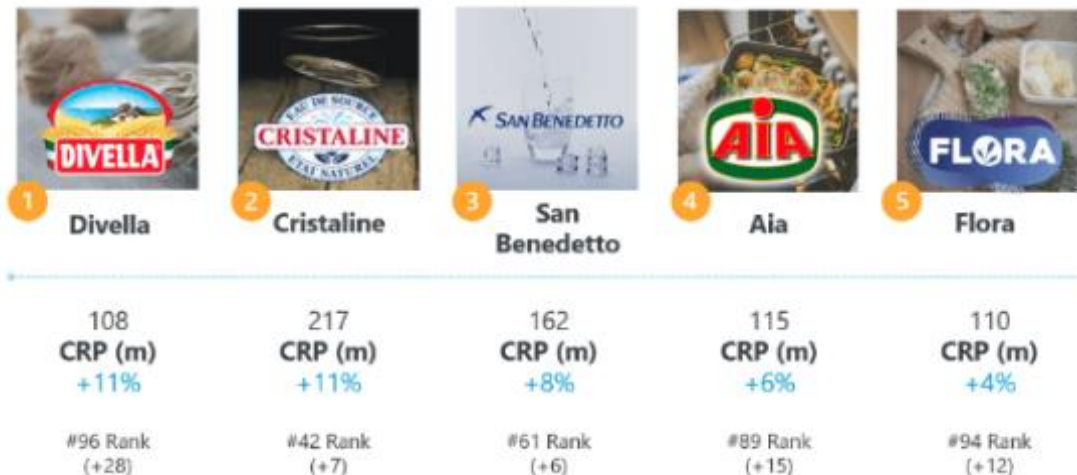 DIVELLA
EAU DE SOURCE
CRISTALINE
ETAT NATUREL
SAN BENEDETTO
AIA
FLORA
1
Divella
2
Cristaline
3
San
Benedetto
4
Aia
5
Flora
108
CRP (m)
+11%
#96 Rank
(+28)
217
CRP (m)
+11%
#42 Rank
(+7)
162
CRP (m)
+8%
#61 Rank
(+6)
115
CRP (m)
+6%
#89 Rank
(+15)
110
CRP (m)
+4%
#94 Rank
(+12)